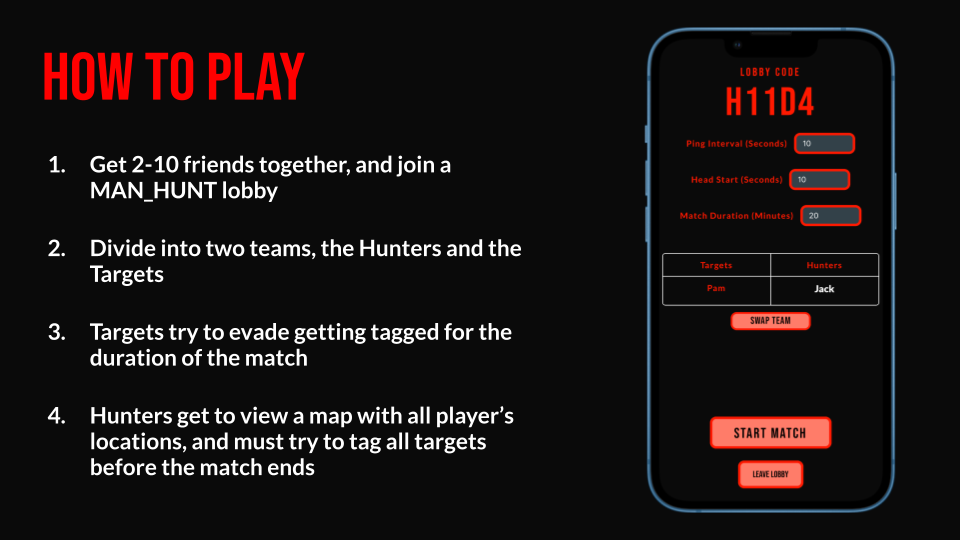 HOW TO PLAY
1. Get 2-10 friends together, and join a
MAN_HUNT lobby
2. Divide into two teams, the Hunters and the
Targets
3. Targets try to evade getting tagged for the
duration of the match
4. Hunters get to view a map with all player's
locations, and must try to tag all targets
before the match ends
LOBBY CODE
H11D4
Ping Interval (Seconds) 10
Head Start (Seconds) 10
Match Duration (Minutes) 20
Targets Hunters
Pam Jack
SWAP TEAM
START MATCH
LEAVE LOBBY